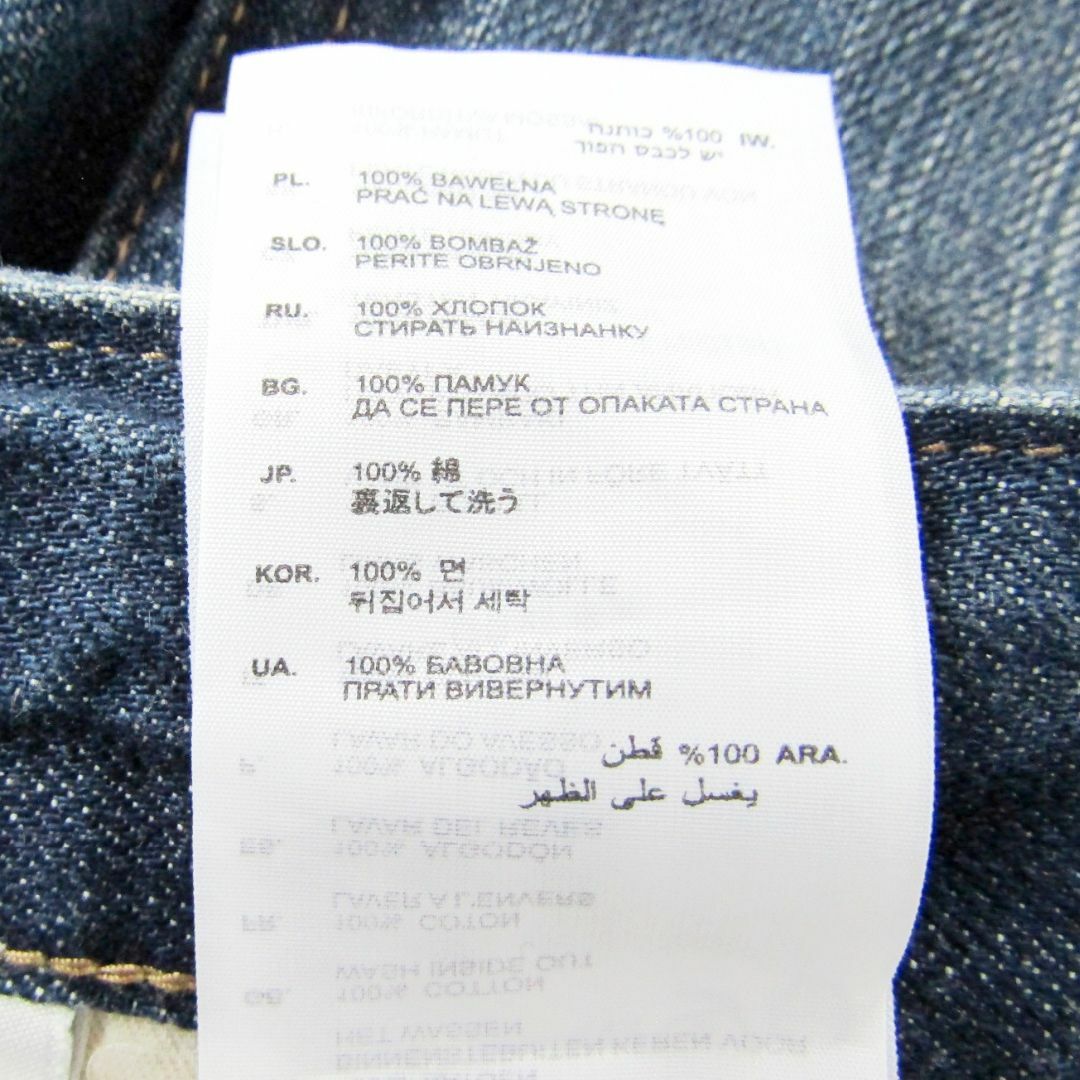 100% כותנה IW.
יש לכבס הפוך
PL. 100% BAWEŁNA
PRAĆ NA LEWĄ STRONĘ
SLO. 100% BOMBAŽ
PERITE OBRNJENO
RU. 100% ХЛОПОК
СТИРАТЬ НАИЗНАНКУ
BG. 100% ПАМУК
ДА СЕ ПЕРЕ ОТ ОПАКАТА СТРАНА
JP. 100% 綿
裏返して洗う
KOR. 100% 면
뒤집어서 세탁
UA. 100% БАВОВНА
ПРАТИ ВИВЕРНУТИМ
%100 قطن ARA.
يغسل على الظهر